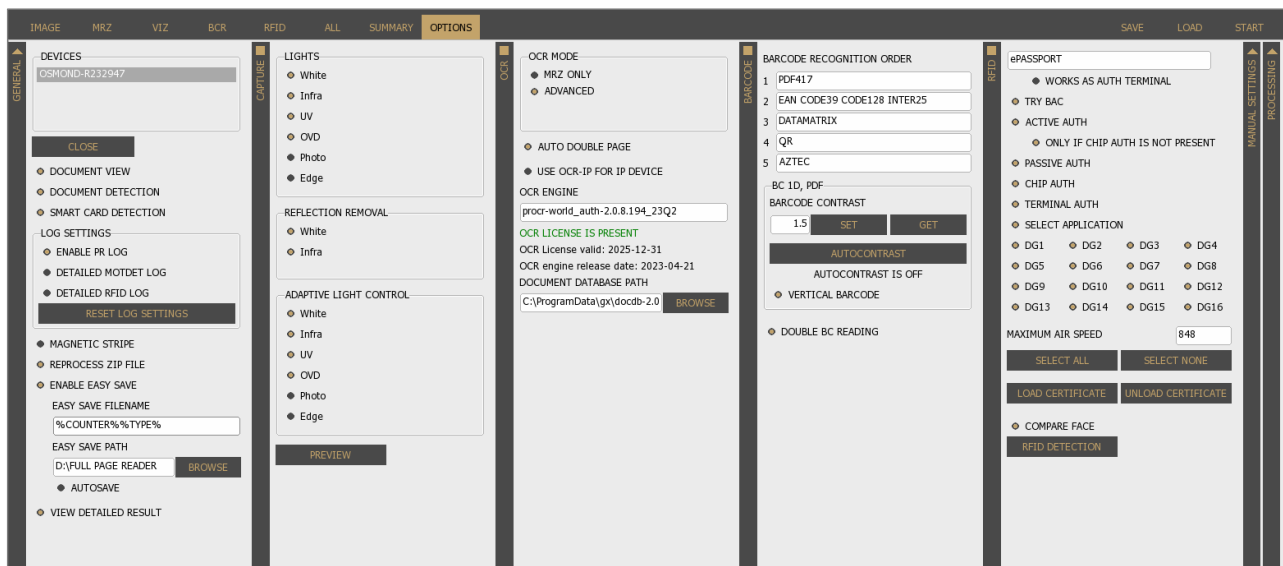 IMAGE MRZ VIZ BCR RFID ALL SUMMARY OPTIONS SAVE LOAD START
GENERAL
DEVICES
OSMOND-R232947
CLOSE
DOCUMENT VIEW
DOCUMENT DETECTION
SMART CARD DETECTION
LOG SETTINGS
ENABLE PR LOG
DETAILED MOTDET LOG
DETAILED RFID LOG
RESET LOG SETTINGS
MAGNETIC STRIPE
REPROCESS ZIP FILE
ENABLE EASY SAVE
EASY SAVE FILENAME
%COUNTER%%TYPE%
EASY SAVE PATH
D:\FULL PAGE READER BROWSE
AUTOSAVE
VIEW DETAILED RESULT
CAPTURE
LIGHTS
White
Infra
UV
OVD
Photo
Edge
REFLECTION REMOVAL
White
Infra
ADAPTIVE LIGHT CONTROL
White
Infra
UV
OVD
Photo
Edge
PREVIEW
OCR
OCR MODE
MRZ ONLY
ADVANCED
AUTO DOUBLE PAGE
USE OCR-IP FOR IP DEVICE
OCR ENGINE
procr-world_auth-2.0.8.194_23Q2
OCR LICENSE IS PRESENT
OCR License valid: 2025-12-31
OCR engine release date: 2023-04-21
DOCUMENT DATABASE PATH
C:\ProgramData\gx\docdb-2.0 BROWSE
BARCODE
BARCODE RECOGNITION ORDER
1 PDF417
2 EAN CODE39 CODE128 INTER25
3 DATAMATRIX
4 QR
5 AZTEC
BC 1D, PDF
BARCODE CONTRAST
1.5 SET GET
AUTOCONTRAST
AUTOCONTRAST IS OFF
VERTICAL BARCODE
DOUBLE BC READING
RFID
ePASSPORT
WORKS AS AUTH TERMINAL
TRY BAC
ACTIVE AUTH
ONLY IF CHIP AUTH IS NOT PRESENT
PASSIVE AUTH
CHIP AUTH
TERMINAL AUTH
SELECT APPLICATION
DG1 DG2 DG3 DG4
DG5 DG6 DG7 DG8
DG9 DG10 DG11 DG12
DG13 DG14 DG15 DG16
MAXIMUM AIR SPEED 848
SELECT ALL SELECT NONE
LOAD CERTIFICATE UNLOAD CERTIFICATE
COMPARE FACE
RFID DETECTION
MANUAL SETTINGS
PROCESSING